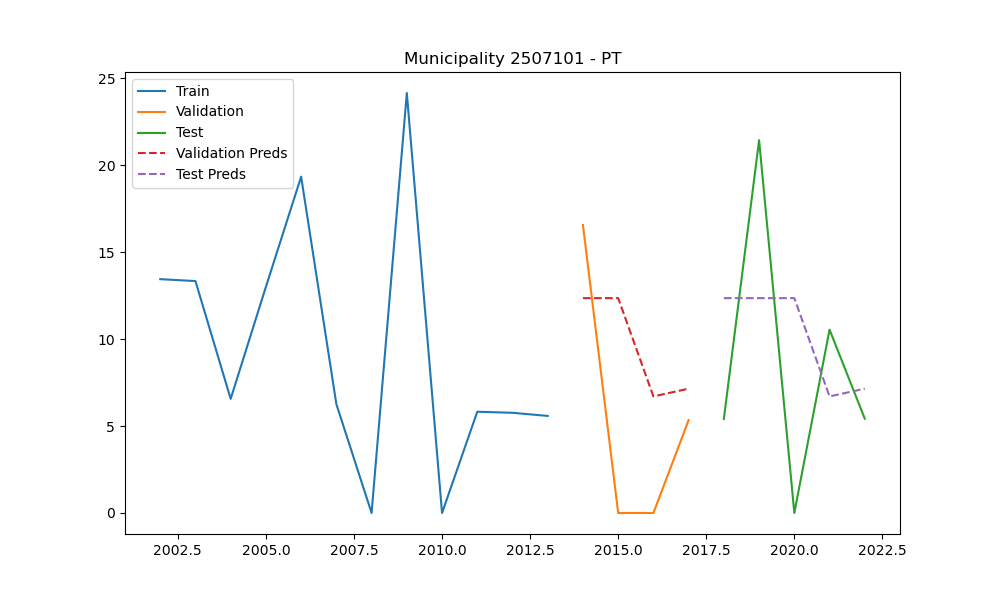 Municipality 2507101 - PT
25
20
15
10
5
0
Train
Validation
Test
Validation Preds
Test Preds
2002.5 2005.0 2007.5 2010.0 2012.5 2015.0 2017.5 2020.0 2022.5